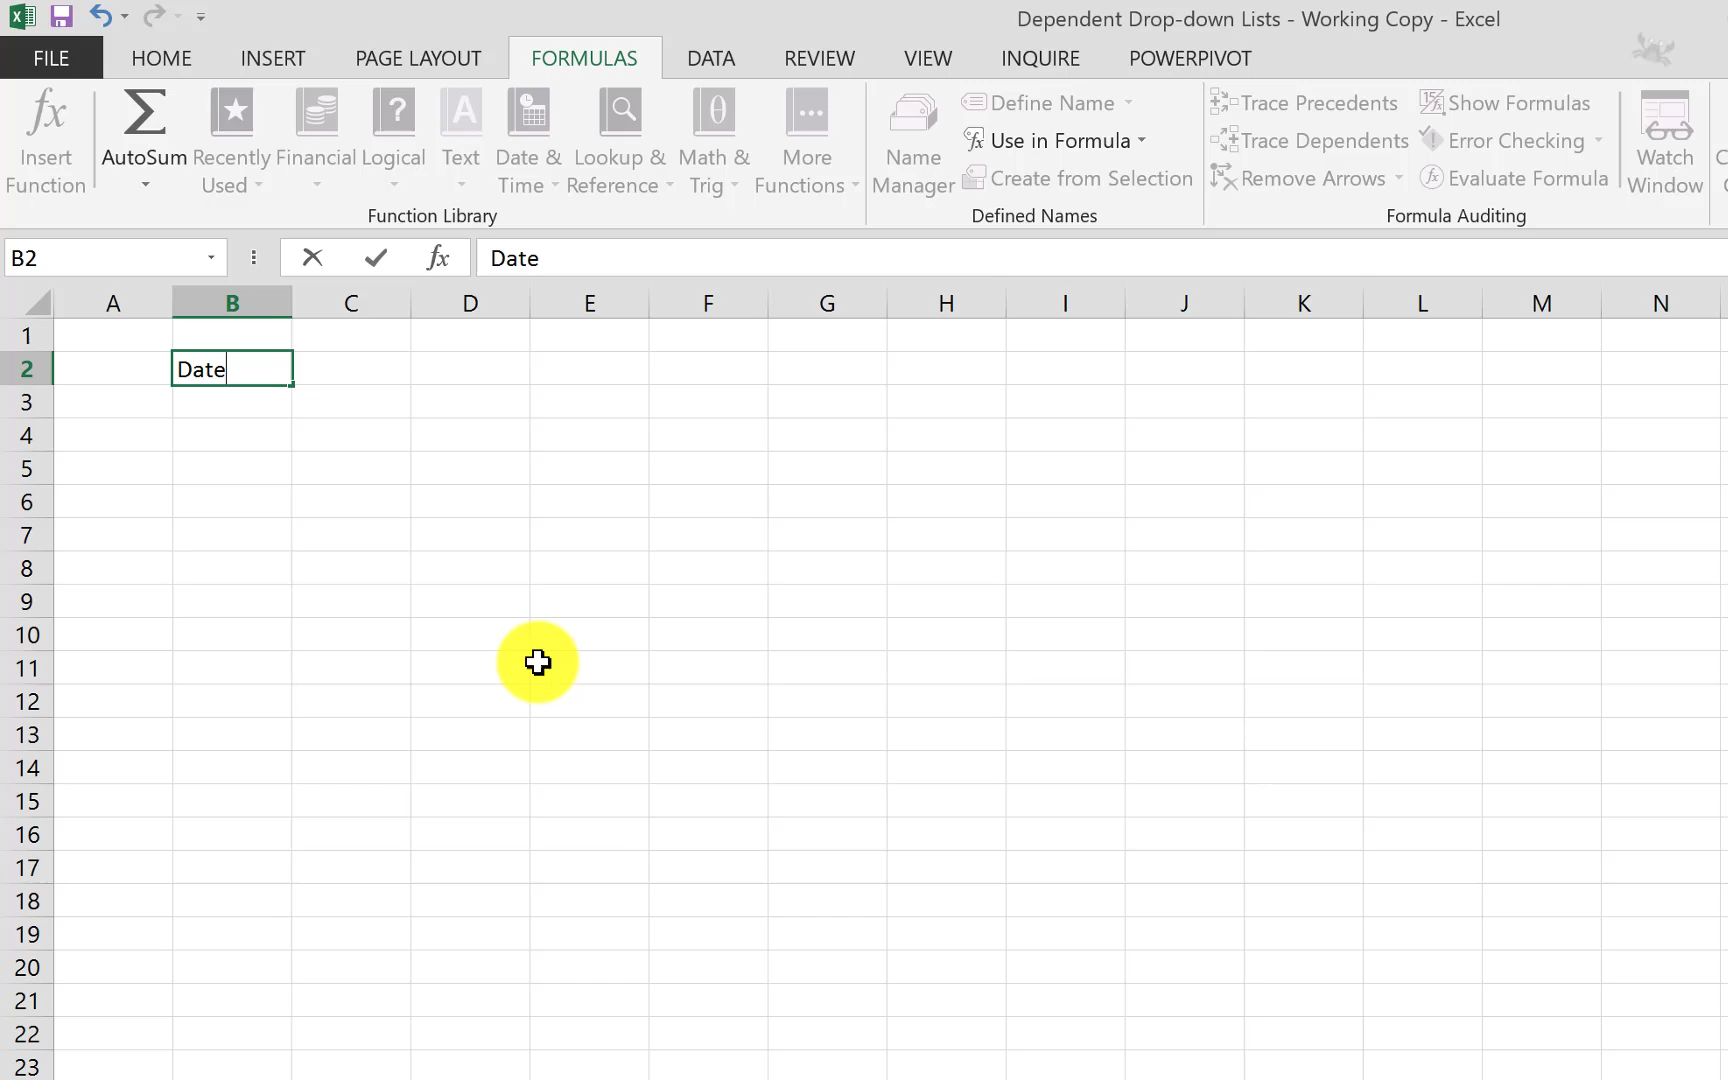 Dependent Drop-down Lists - Working Copy - Excel
FILE HOME INSERT PAGE LAYOUT FORMULAS DATA REVIEW VIEW INQUIRE POWERPIVOT
Insert Function
AutoSum
Recently Used
Financial
Logical
Text
Date & Time
Lookup & Reference
Math & Trig
More Functions
Function Library
Name Manager
Define Name
Use in Formula
Create from Selection
Defined Names
Trace Precedents
Trace Dependents
Remove Arrows
Show Formulas
Error Checking
Evaluate Formula
Formula Auditing
Watch Window
B2
fx
Date
A B C D E F G H I J K L M N
1
2 Date
3
4
5
6
7
8
9
10
11
12
13
14
15
16
17
18
19
20
21
22
23